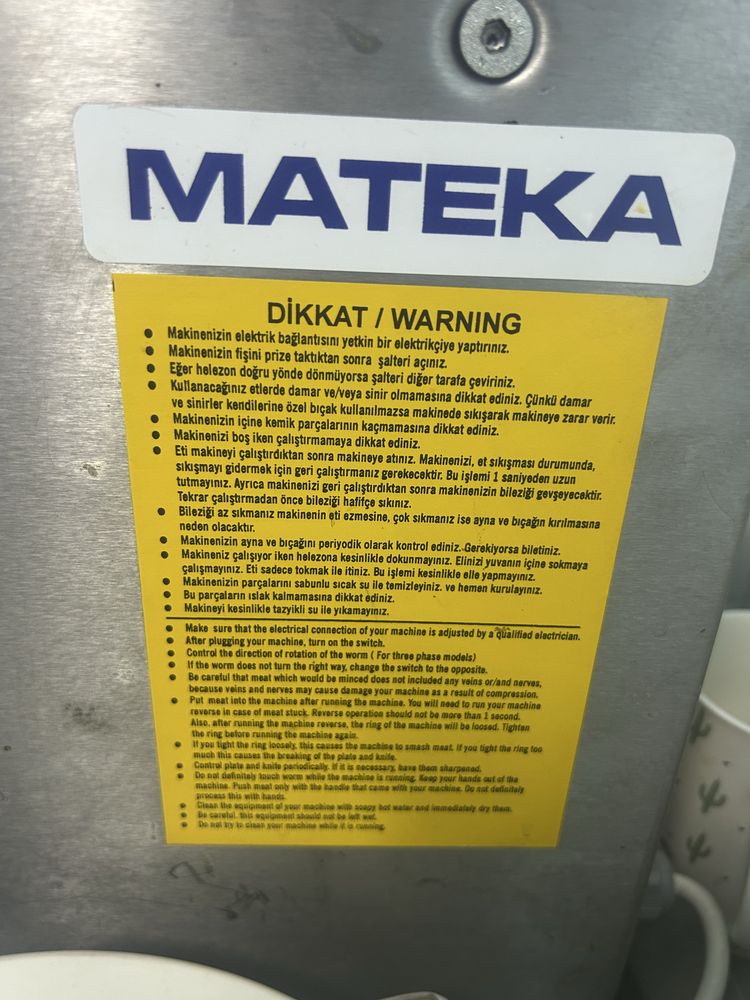 MATEKA
DİKKAT / WARNING
• Makinenizin elektrik bağlantısını yetkin bir elektrikçiye yaptırınız.
• Makinenizin fişini prize taktıktan sonra şalteri açınız.
• Eğer helezon doğru yönde dönmüyorsa şalteri diğer tarafa çeviriniz.
• Kullanacağınız etlerde damar ve/veya sinir olmamasına dikkat ediniz. Çünkü damar
ve sinirler kendilerine özel bıçak kullanılmazsa makinede sıkışarak makineye zarar verir.
• Makinenizin içine kemik parçalarının kaçmamasına dikkat ediniz.
• Makinenizi boş iken çalıştırmamaya dikkat ediniz.
• Eti makineyi çalıştırdıktan sonra makineye atınız. Makinenizi, et sıkışması durumunda,
sıkışmayı gidermek için geri çalıştırmanız gerekecektir. Bu işlemi 1 saniyeden uzun
tutmayınız. Ayrıca makinenizi geri çalıştırdıktan sonra makinenizin bileziği gevşeyecektir.
Tekrar çalıştırmadan önce bileziği hafifçe sıkınız.
• Bileziği az sıkmanız makinenin eti ezmesine, çok sıkmanız ise ayna ve bıçağın kırılmasına
neden olacaktır.
• Makinenizin ayna ve bıçağını periyodik olarak kontrol ediniz. Gerekiyorsa biletiniz.
• Makineniz çalışıyor iken helezona kesinlikle dokunmayınız. Elinizi yuvanın içine sokmaya
çalışmayınız. Eti sadece tokmak ile itiniz. Bu işlemi kesinlikle elle yapmayınız.
• Makinenizin parçalarını sabunlu sıcak su ile temizleyiniz. ve hemen kurulayınız.
• Bu parçaların ıslak kalmamasına dikkat ediniz.
• Makineyi kesinlikle tazyikli su ile yıkamayınız.
• Make sure that the electrical connection of your machine is adjusted by a qualified electrician.
• After plugging your machine, turn on the switch.
• Control the direction of rotation of the worm ( For three phase models)
• If the worm does not turn the right way, change the switch to the opposite.
• Be careful that meat which would be minced does not included any veins or/and nerves,
because veins and nerves may cause damage your machine as a result of compression.
• Put meat into the machine after running the machine. You will need to run your machine
reverse in case of meat stuck. Reverse operation should not be more than 1 second.
Also, after running the machine reverse, the ring of the machine will be loosed. Tighten
the ring before running the machine again.
• If you tight the ring loosely, this causes the machine to smash meat, if you tight the ring too
much this causes the breaking of the plate and knife.
• Control plate and knife periodically. If it is necessary, have them sharpened.
• Do not definitely touch worm while the machine is running. Keep your hands out of the
machine. Push meat only with the handle that came with your machine. Do not definitely
process this with hands.
• Clean the equipment of your machine with soapy hot water and immediately dry them.
• Be careful, this equipment should not be left wet.
• Do not try to clean your machine while it is running.